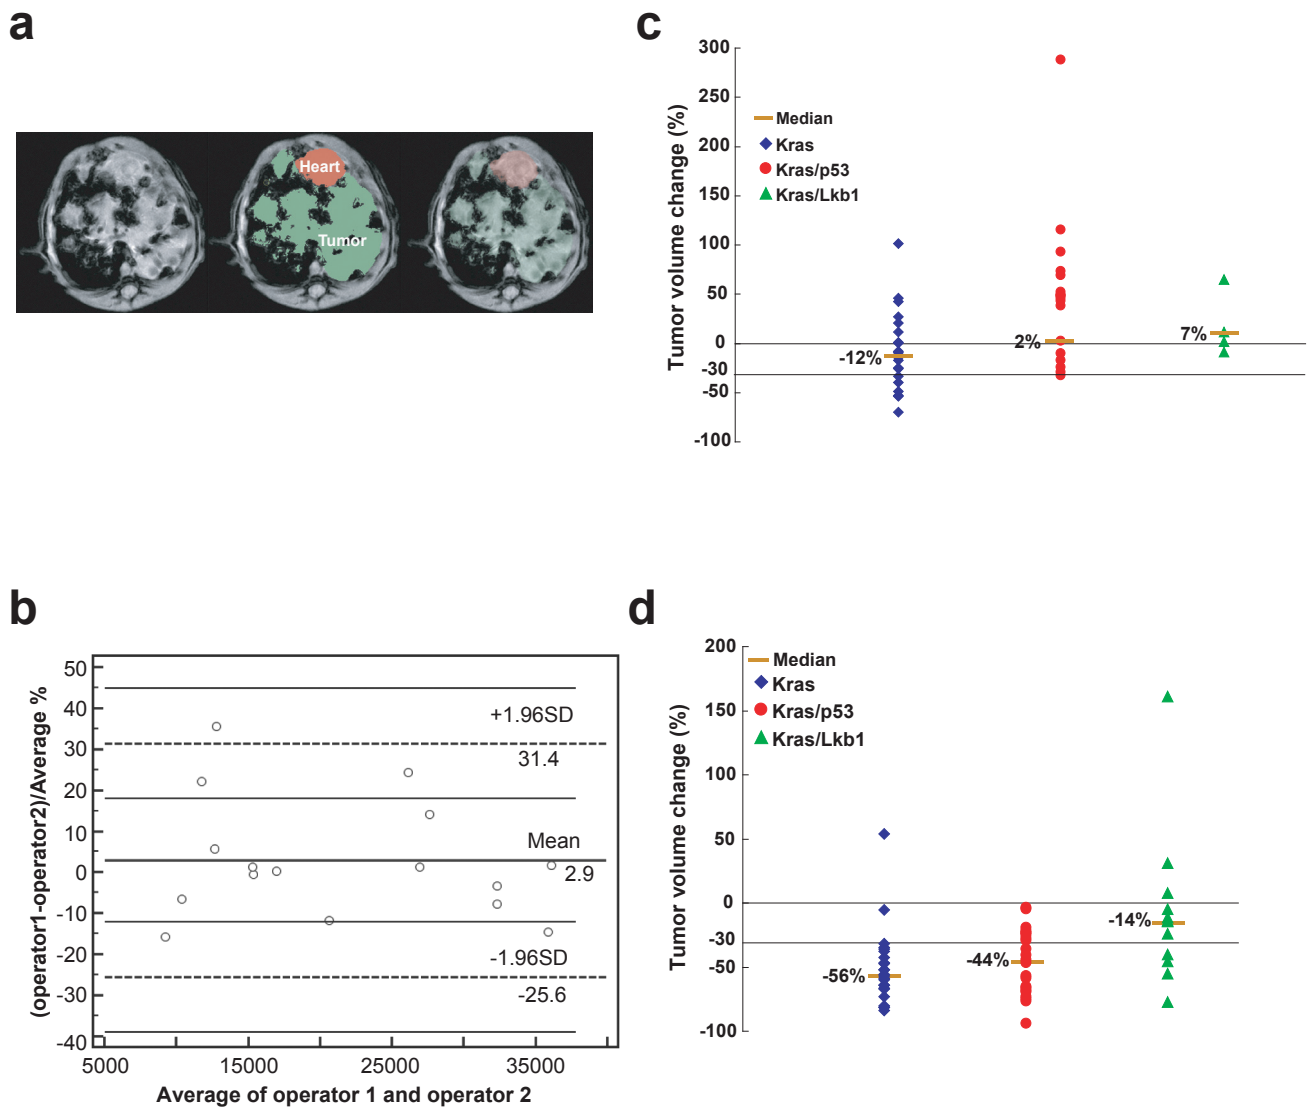 a
Heart
Tumor
b
(operator1-operator2)/Average %
50
40
30
20
10
0
-10
-20
-30
-40
+1.96SD
31.4
Mean
2.9
-1.96SD
-25.6
5000 15000 25000 35000
Average of operator 1 and operator 2
c
Tumor volume change (%)
300
250
200
150
100
50
0
-30
-50
-100
Median
Kras
Kras/p53
Kras/Lkb1
-12%
2%
7%
d
Tumor volume change (%)
200
150
100
50
0
-30
-50
-100
Median
Kras
Kras/p53
Kras/Lkb1
-56%
-44%
-14%